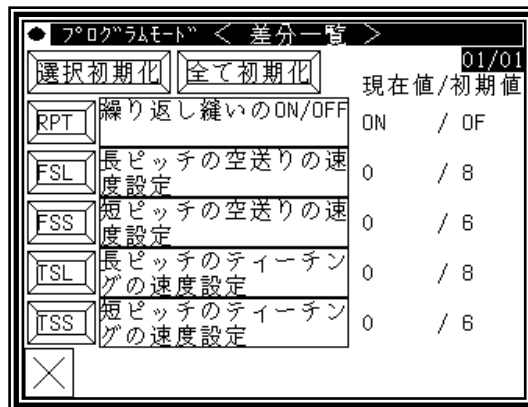 ● プログラムモード < 差分一覧 >
01/01
選択初期化 全て初期化 現在値/初期値
RPT 繰り返し縫いのON/OFF ON / OF
FSL 長ピッチの空送りの速
度設定 0 / 8
FSS 短ピッチの空送りの速
度設定 0 / 6
TSL 長ピッチのティーチン
グの速度設定 0 / 8
TSS 短ピッチのティーチン
グの速度設定 0 / 6